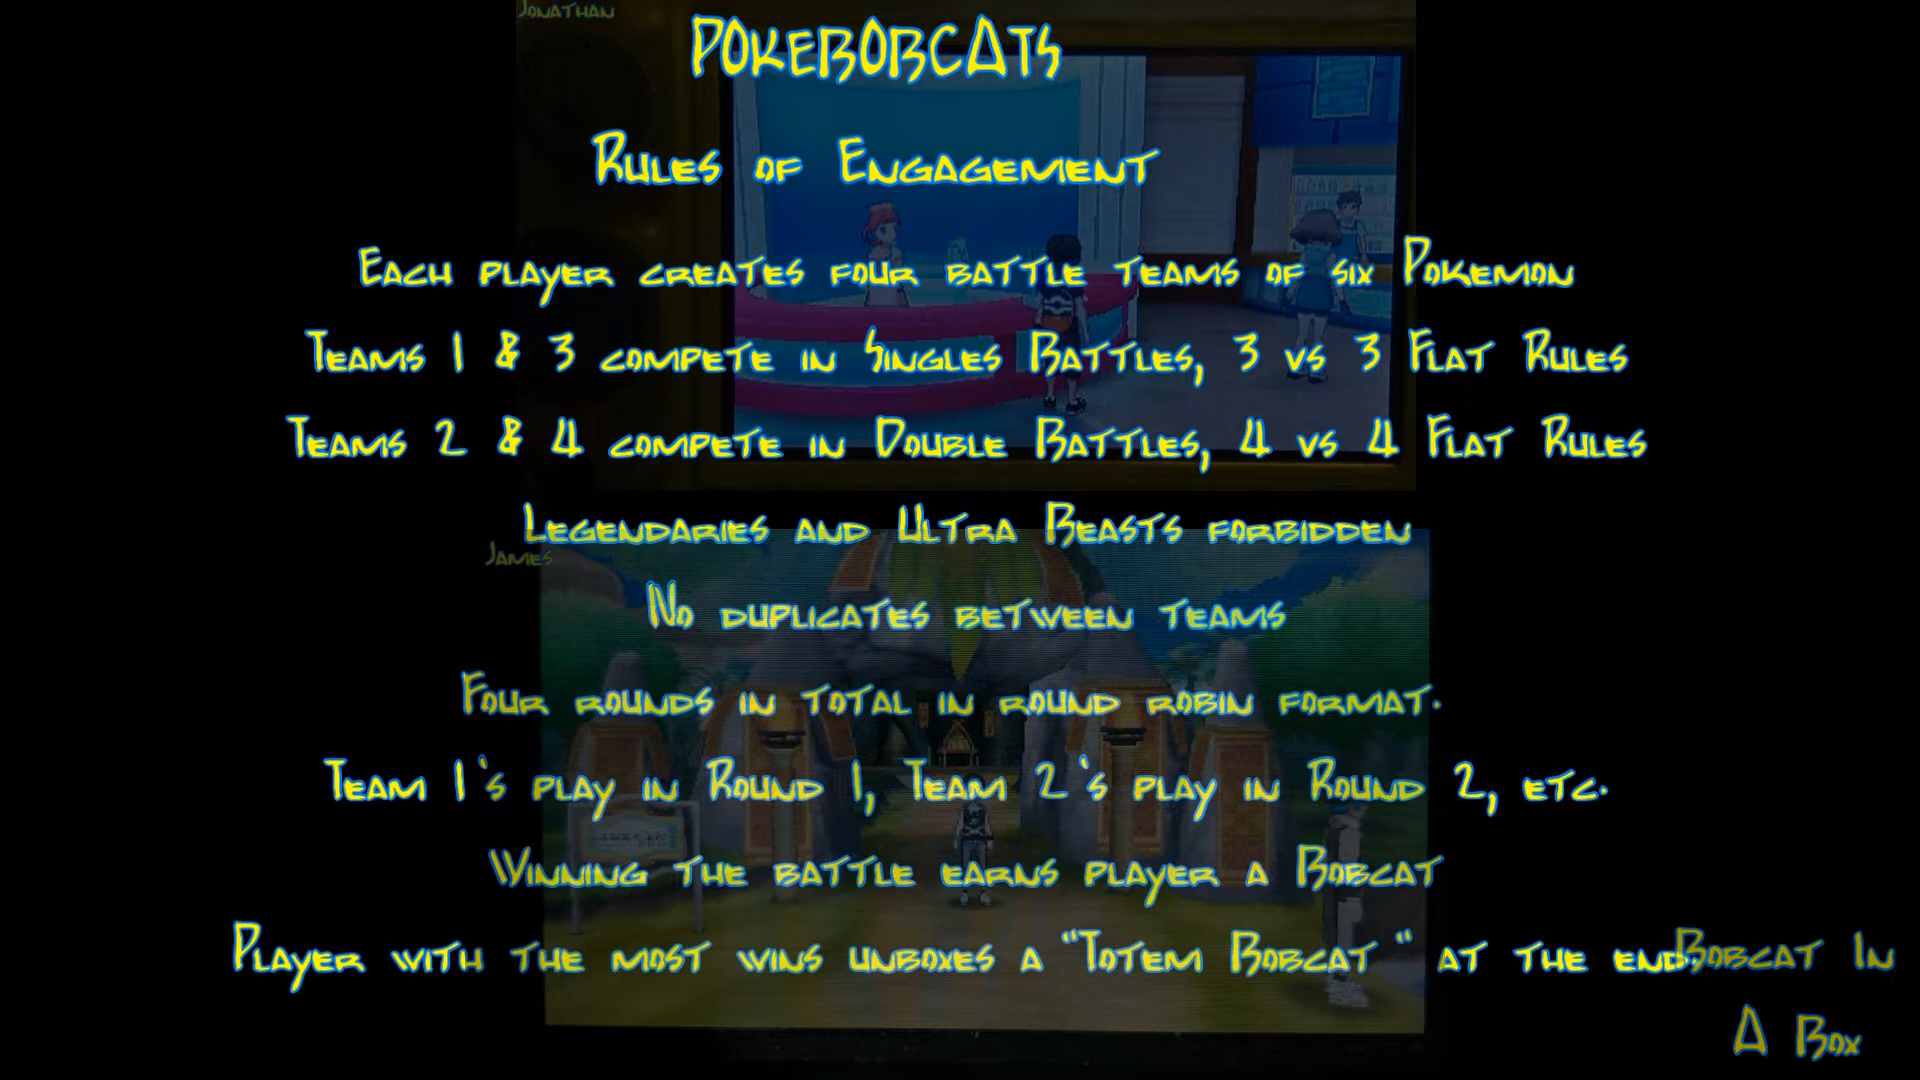 Jonathan
PokeBobcats
Rules of Engagement
Each player creates four battle teams of six Pokemon
Teams 1 & 3 compete in Singles Battles, 3 vs 3 Flat Rules
Teams 2 & 4 compete in Double Battles, 4 vs 4 Flat Rules
Legendaries and Ultra Beasts forbidden
James
No duplicates between teams
Four rounds in total in round robin format.
Team 1's play in Round 1, Team 2's play in Round 2, etc.
Winning the battle earns player a Bobcat
Player with the most wins unboxes a "Totem Bobcat" at the end.
Bobcat In
A Box